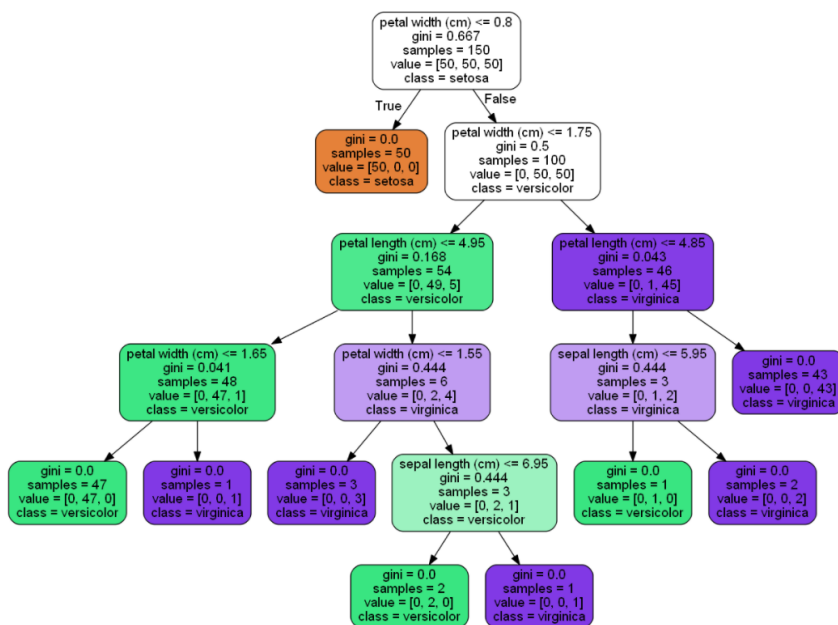 petal width (cm) <= 0.8
gini = 0.667
samples = 150
value = [50, 50, 50]
class = setosa
True
False
gini = 0.0
samples = 50
value = [50, 0, 0]
class = setosa
petal width (cm) <= 1.75
gini = 0.5
samples = 100
value = [0, 50, 50]
class = versicolor
petal length (cm) <= 4.95
gini = 0.168
samples = 54
value = [0, 49, 5]
class = versicolor
petal length (cm) <= 4.85
gini = 0.043
samples = 46
value = [0, 1, 45]
class = virginica
petal width (cm) <= 1.65
gini = 0.041
samples = 48
value = [0, 47, 1]
class = versicolor
petal width (cm) <= 1.55
gini = 0.444
samples = 6
value = [0, 2, 4]
class = virginica
sepal length (cm) <= 5.95
gini = 0.444
samples = 3
value = [0, 1, 2]
class = virginica
gini = 0.0
samples = 43
value = [0, 0, 43]
class = virginica
gini = 0.0
samples = 47
value = [0, 47, 0]
class = versicolor
gini = 0.0
samples = 1
value = [0, 0, 1]
class = virginica
gini = 0.0
samples = 3
value = [0, 0, 3]
class = virginica
sepal length (cm) <= 6.95
gini = 0.444
samples = 3
value = [0, 2, 1]
class = versicolor
gini = 0.0
samples = 1
value = [0, 1, 0]
class = versicolor
gini = 0.0
samples = 2
value = [0, 0, 2]
class = virginica
gini = 0.0
samples = 2
value = [0, 2, 0]
class = versicolor
gini = 0.0
samples = 1
value = [0, 0, 1]
class = virginica